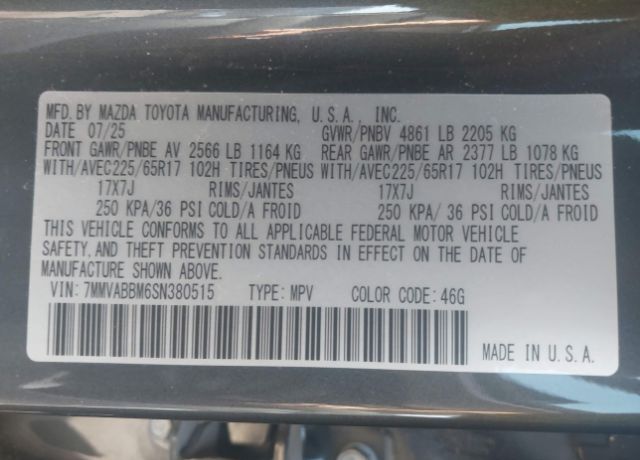 MFD. BY MAZDA TOYOTA MANUFACTURING, U.S.A., INC.
DATE 07/25 GVWR/PNBV 4861 LB 2205 KG
FRONT GAWR/PNBE AV 2566 LB 1164 KG REAR GAWR/PNBE AR 2377 LB 1078 KG
WITH/AVEC225/65R17 102H TIRES/PNEUS WITH/AVEC225/65R17 102H TIRES/PNEUS
17X7J RIMS/JANTES 17X7J RIMS/JANTES
250 KPA/36 PSI COLD/A FROID 250 KPA/ 36 PSI COLD/A FROID
THIS VEHICLE CONFORMS TO ALL APPLICABLE FEDERAL MOTOR VEHICLE
SAFETY, AND THEFT PREVENTION STANDARDS IN EFFECT ON THE DATE OF
MANUFACTURE SHOWN ABOVE.
VIN: 7MMVABBM6SN380515 TYPE: MPV COLOR CODE: 46G
MADE IN U.S.A.